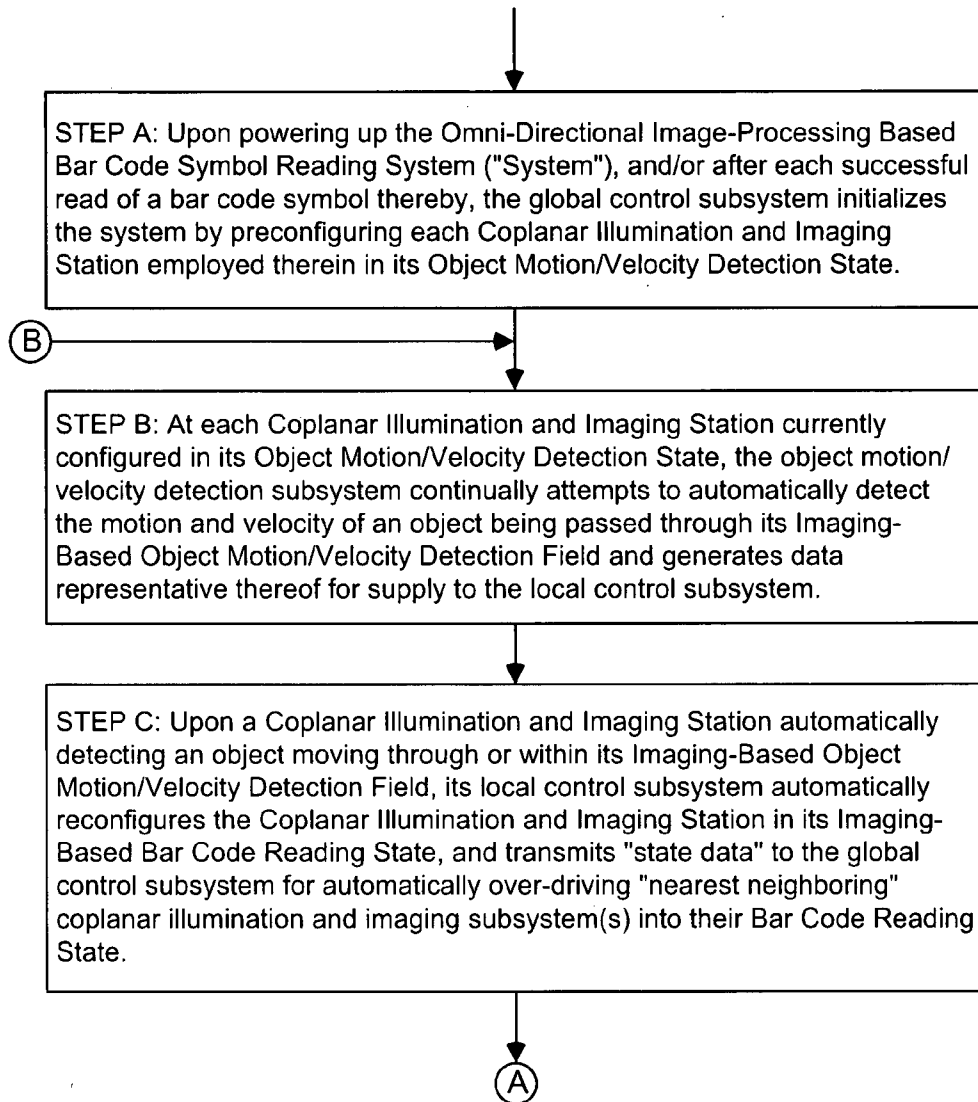 STEP A: Upon powering up the Omni-Directional Image-Processing Based
Bar Code Symbol Reading System ("System"), and/or after each successful
read of a bar code symbol thereby, the global control subsystem initializes
the system by preconfiguring each Coplanar Illumination and Imaging
Station employed therein in its Object Motion/Velocity Detection State.
B
STEP B: At each Coplanar Illumination and Imaging Station currently
configured in its Object Motion/Velocity Detection State, the object motion/
velocity detection subsystem continually attempts to automatically detect
the motion and velocity of an object being passed through its Imaging-
Based Object Motion/Velocity Detection Field and generates data
representative thereof for supply to the local control subsystem.
STEP C: Upon a Coplanar Illumination and Imaging Station automatically
detecting an object moving through or within its Imaging-Based Object
Motion/Velocity Detection Field, its local control subsystem automatically
reconfigures the Coplanar Illumination and Imaging Station in its Imaging-
Based Bar Code Reading State, and transmits "state data" to the global
control subsystem for automatically over-driving "nearest neighboring"
coplanar illumination and imaging subsystem(s) into their Bar Code Reading
State.
A